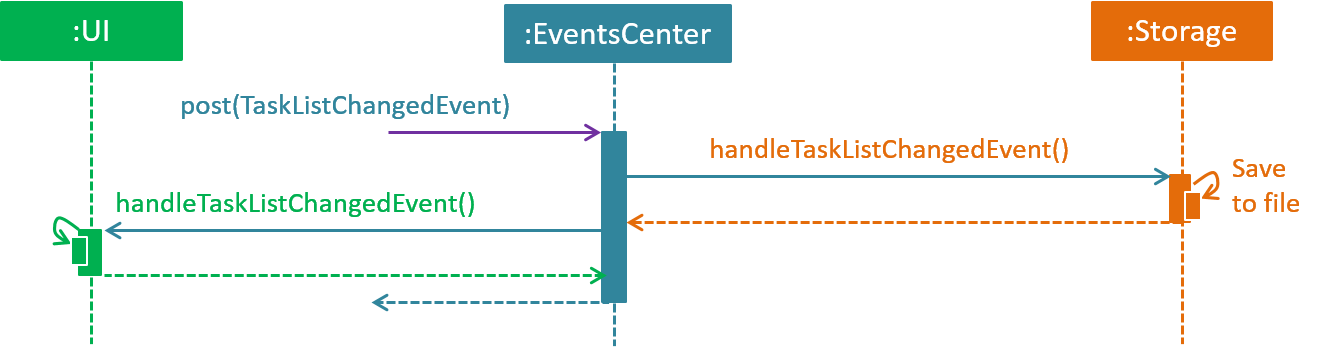 :UI
:EventsCenter
:Storage
post(TaskListChangedEvent)
handleTaskListChangedEvent()
Save
to file
handleTaskListChangedEvent()